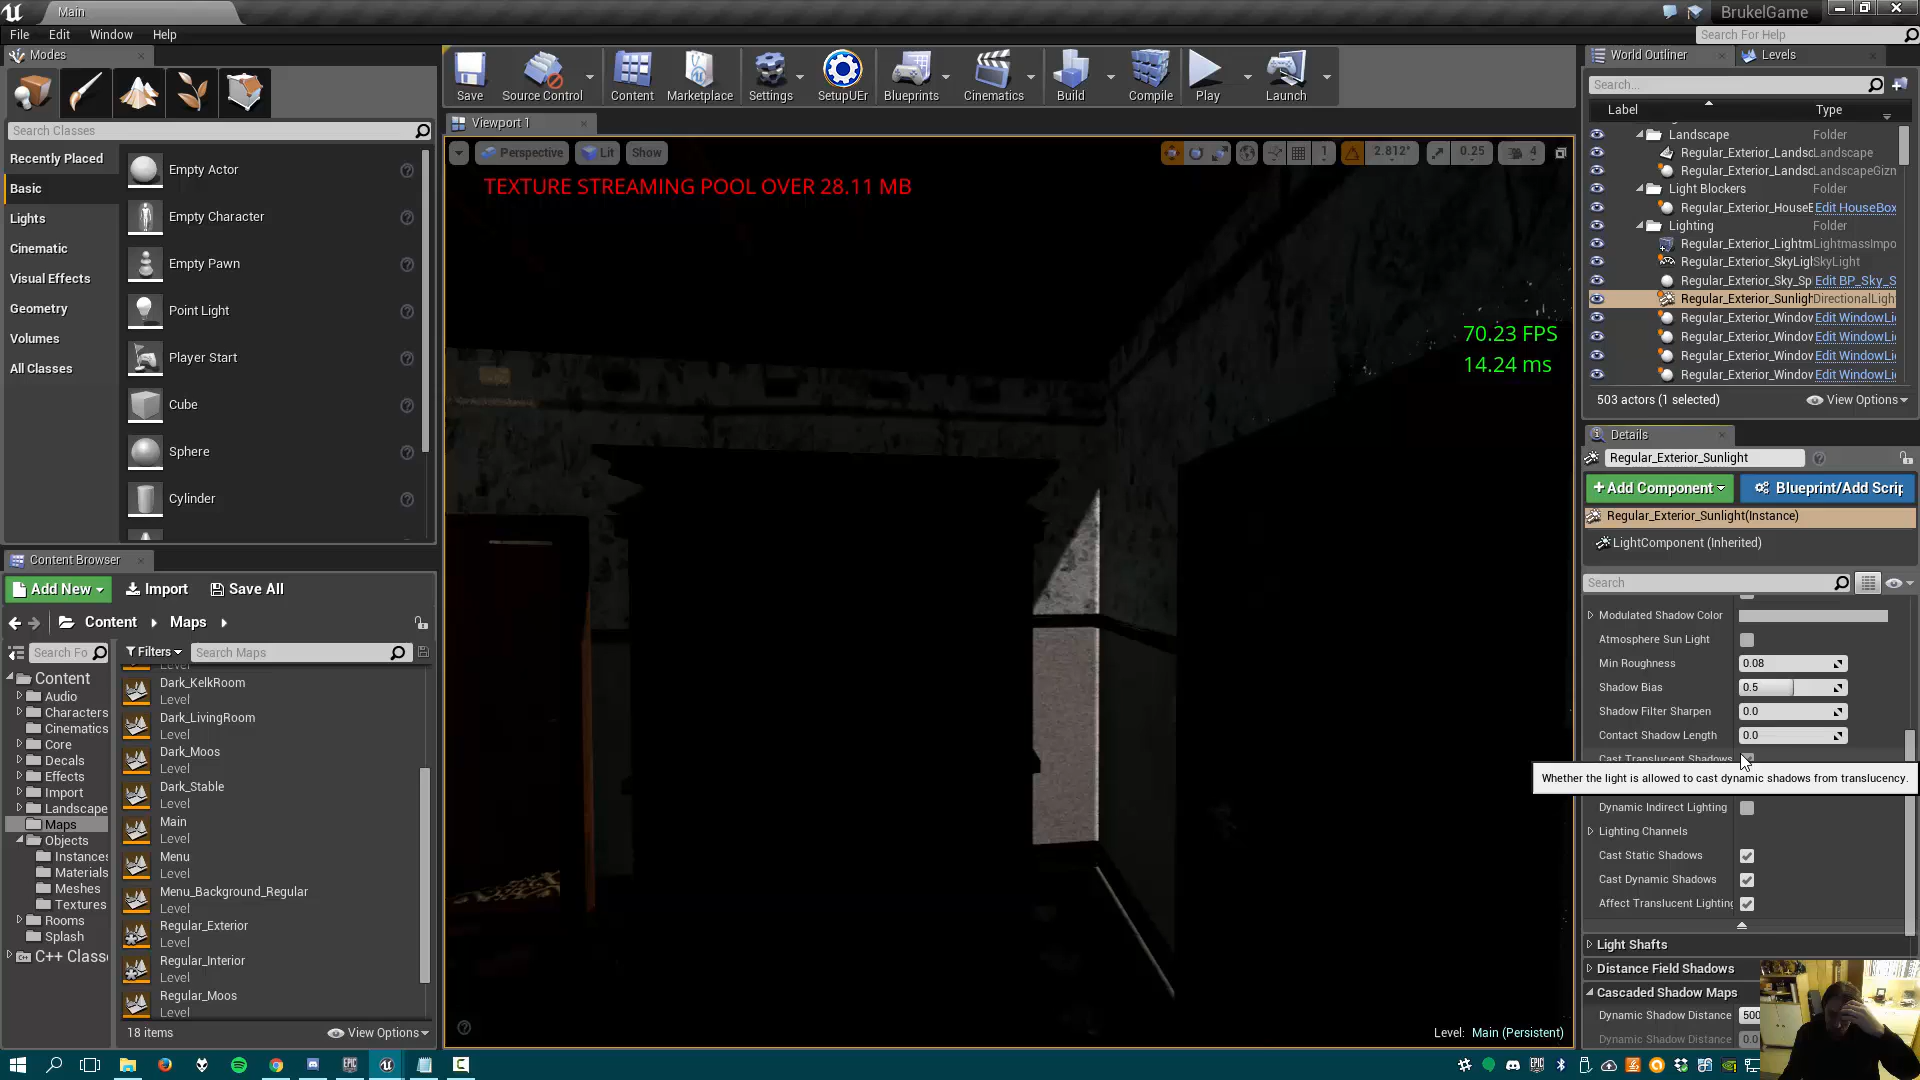 Main
BrukelGame
File Edit Window Help
Search For Help
Modes
Search Classes
Recently Placed
Basic
Lights
Cinematic
Visual Effects
Geometry
Volumes
All Classes
Empty Actor
Empty Character
Empty Pawn
Point Light
Player Start
Cube
Sphere
Cylinder
Save
Source Control
Content
Marketplace
Settings
SetupUEr
Blueprints
Cinematics
Build
Compile
Play
Launch
Viewport 1
Perspective
Lit
Show
1
2.812°
0.25
4
TEXTURE STREAMING POOL OVER 28.11 MB
70.23 FPS
14.24 ms
Level: Main (Persistent)
World Outliner
Levels
Search...
Label Type
Landscape Folder
Regular_Exterior_Landsc Landscape
Regular_Exterior_Landsc LandscapeGizn
Light Blockers Folder
Regular_Exterior_HouseE Edit HouseBox
Lighting Folder
Regular_Exterior_Lightm LightmassImpo
Regular_Exterior_SkyLigl SkyLight
Regular_Exterior_Sky_Sp Edit BP_Sky_S
Regular_Exterior_Sunligh DirectionalLigh
Regular_Exterior_Windov Edit WindowLi
Regular_Exterior_Windov Edit WindowLi
Regular_Exterior_Windov Edit WindowLi
Regular_Exterior_Windov Edit WindowLi
503 actors (1 selected)
View Options
Details
Regular_Exterior_Sunlight
+Add Component
Blueprint/Add Scrip
Regular_Exterior_Sunlight(Instance)
LightComponent (Inherited)
Search
Modulated Shadow Color
Atmosphere Sun Light
Min Roughness 0.08
Shadow Bias 0.5
Shadow Filter Sharpen 0.0
Contact Shadow Length 0.0
Cast Translucent Shadows
Whether the light is allowed to cast dynamic shadows from translucency.
Dynamic Indirect Lighting
Lighting Channels
Cast Static Shadows
Cast Dynamic Shadows
Affect Translucent Lighting
Light Shafts
Distance Field Shadows
Cascaded Shadow Maps
Dynamic Shadow Distance 500
Dynamic Shadow Distance 0.0
Content Browser
Add New
Import
Save All
Content
Maps
Search Fo
Filters
Search Maps
Content
Audio
Characters
Cinematics
Core
Decals
Effects
Import
Landscape
Maps
Objects
Instances
Materials
Meshes
Textures
Rooms
Splash
C++ Classe
Level
Dark_KelkRoom
Level
Dark_LivingRoom
Level
Dark_Moos
Level
Dark_Stable
Level
Main
Level
Menu
Level
Menu_Background_Regular
Level
Regular_Exterior
Level
Regular_Interior
Level
Regular_Moos
Level
18 items
View Options